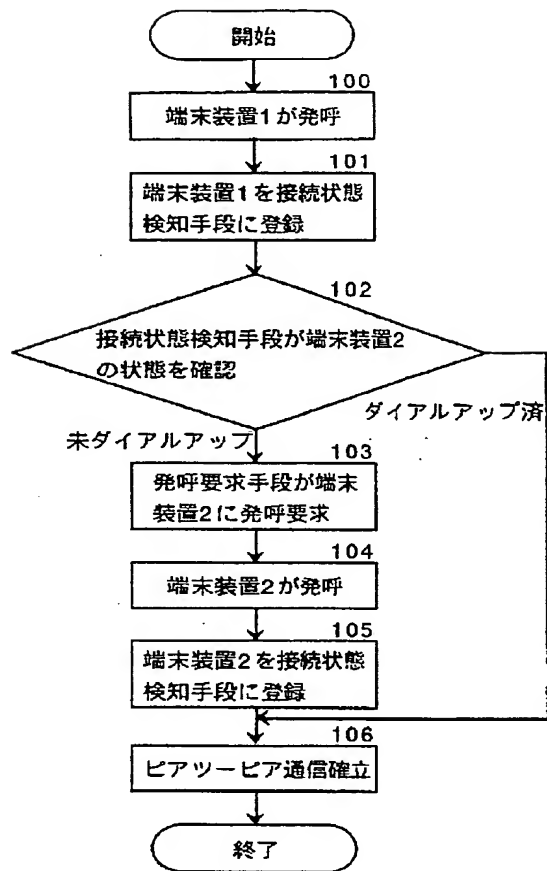 開始
100
端末装置1が発呼
101
端末装置1を接続状態
検知手段に登録
102
接続状態検知手段が端末装置2
の状態を確認
ダイアルアップ済
未ダイアルアップ
103
発呼要求手段が端末
装置2に発呼要求
104
端末装置2が発呼
105
端末装置2を接続状態
検知手段に登録
106
ピアツーピア通信確立
終了